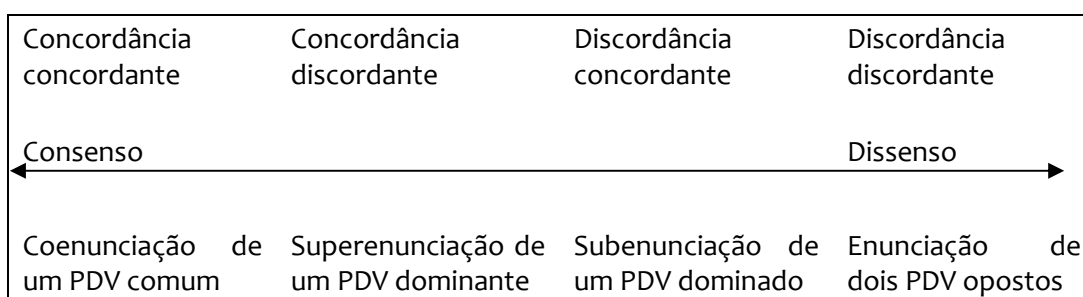 Concordância Concordância Discordância Discordância
concordante discordante concordante discordante
Consenso Dissenso
Coenunciação de Superenunciação de Subenunciação de Enunciação de
um PDV comum um PDV dominante um PDV dominado dois PDV opostos